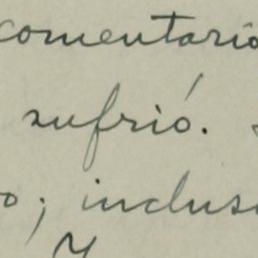 comentario
sufrió.
o; inclus
y